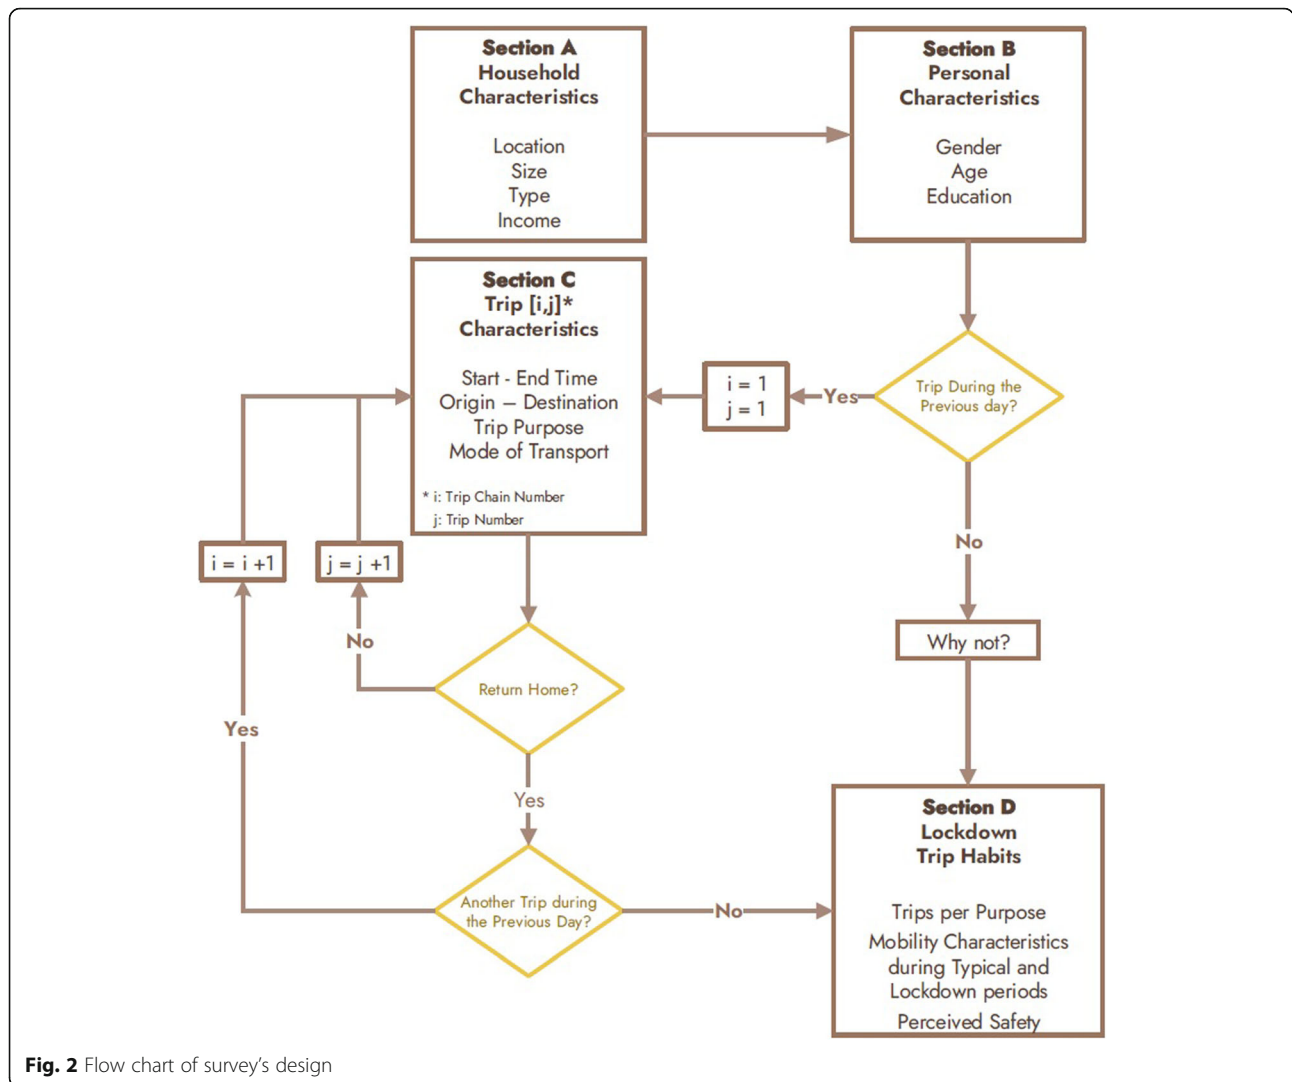 Section A
Household
Characteristics
Location
Size
Type
Income
Section B
Personal
Characteristics
Gender
Age
Education
Section C
Trip [i,j]*
Characteristics
Start - End Time
Origin – Destination
Trip Purpose
Mode of Transport
* i: Trip Chain Number
j: Trip Number
i = 1
j = 1
Yes
Trip During the
Previous day?
No
Why not?
i = i +1
j = j +1
No
Return Home?
Yes
Yes
Another Trip during
the Previous Day?
No
Section D
Lockdown
Trip Habits
Trips per Purpose
Mobility Characteristics
during Typical and
Lockdown periods
Perceived Safety
Fig. 2 Flow chart of survey's design